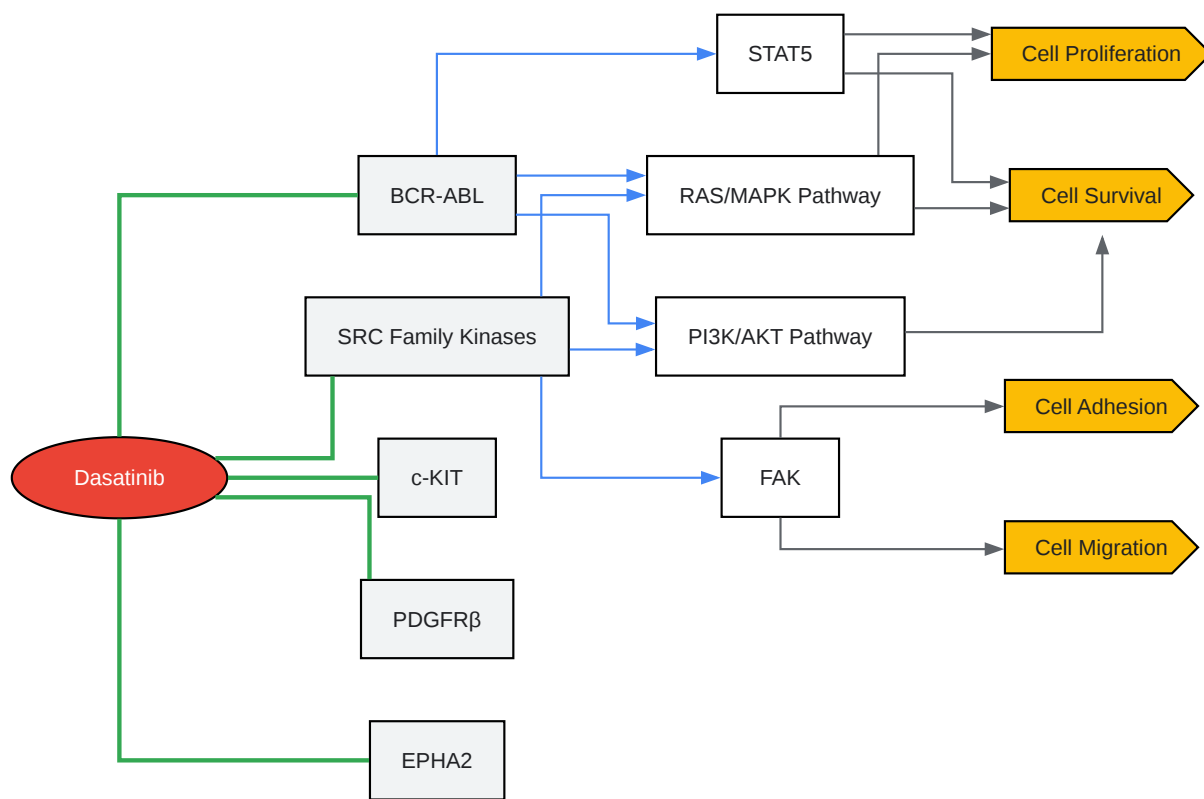 STAT5
Cell Proliferation
BCR-ABL
RAS/MAPK Pathway
Cell Survival
SRC Family Kinases
PI3K/AKT Pathway
Cell Adhesion
Dasatinib
c-KIT
FAK
Cell Migration
PDGFRβ
EPHA2